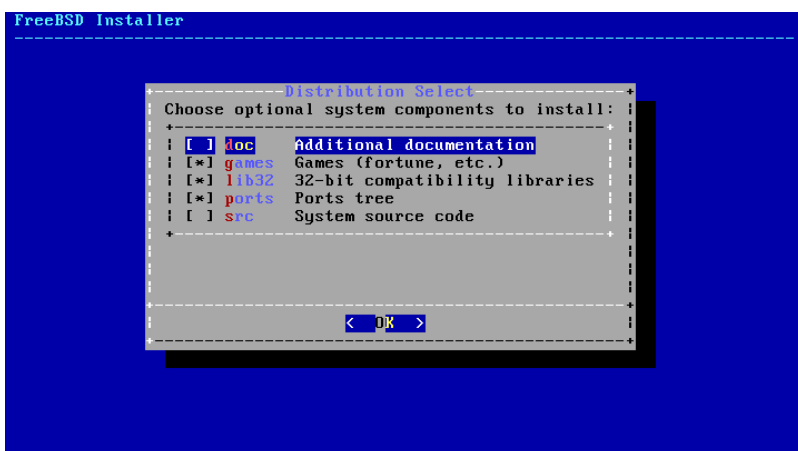 FreeBSD Installer
Distribution Select
Choose optional system components to install:
[ ] doc Additional documentation
[*] games Games (fortune, etc.)
[*] lib32 32-bit compatibility libraries
[*] ports Ports tree
[ ] src System source code
< OK >